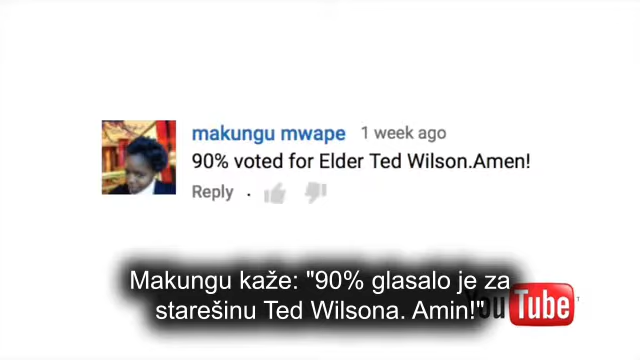 makungu mwape 1 week ago
90% voted for Elder Ted Wilson.Amen!
Reply .
Makungu kaže: "90% glasalo je za
starešinu Ted Wilsona. Amin!"
You Tube